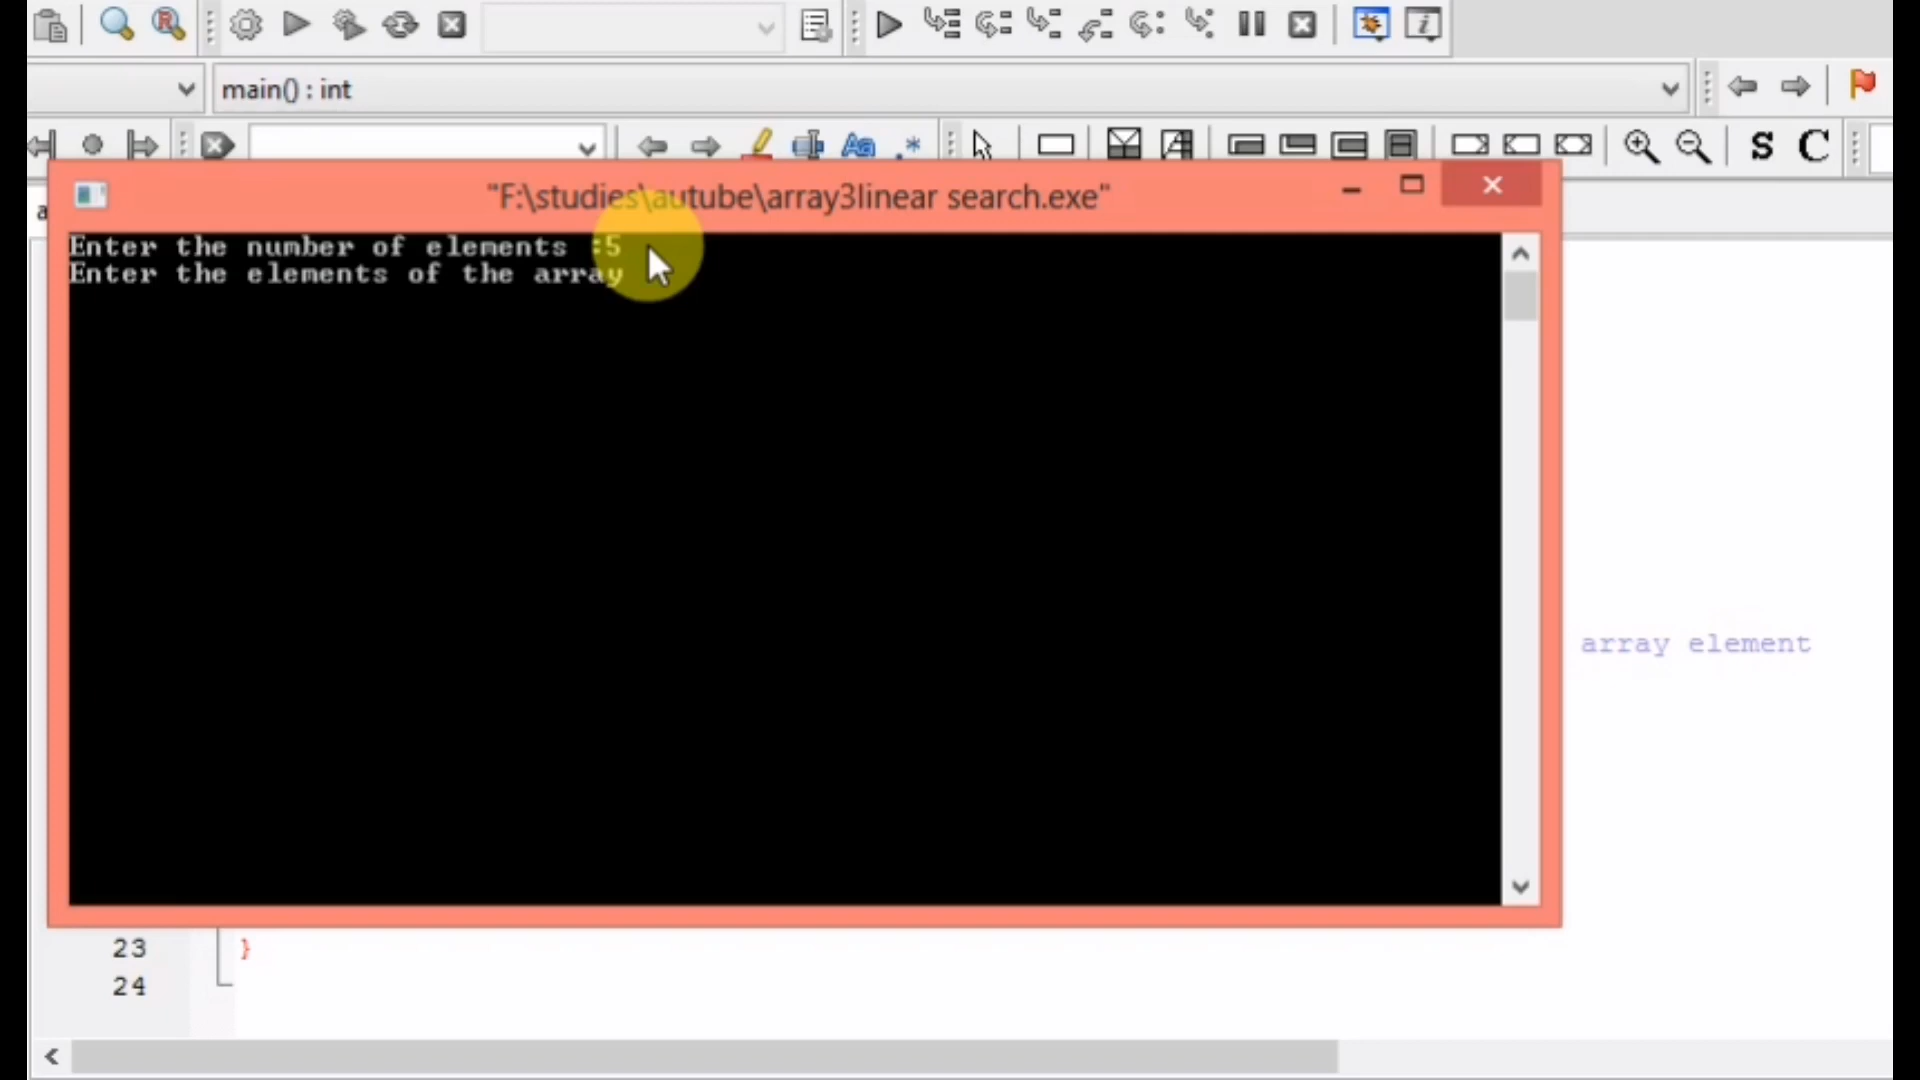 main() : int
S C
"F:\studies\autube\array3linear search.exe"
Enter the number of elements :5
Enter the elements of the array
array element
23 }
24